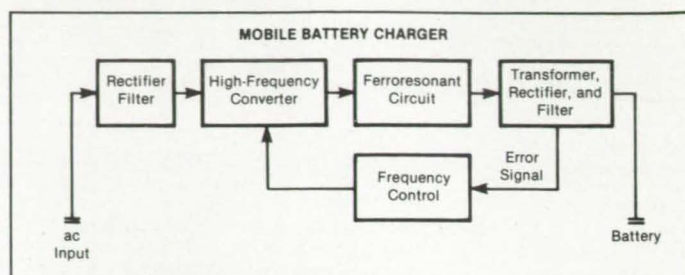 MOBILE BATTERY CHARGER
Rectifier
Filter
High-Frequency
Converter
Ferroresonant
Circuit
Transformer,
Rectifier, and
Filter
Error
Signal
Frequency
Control
ac
Input
Battery